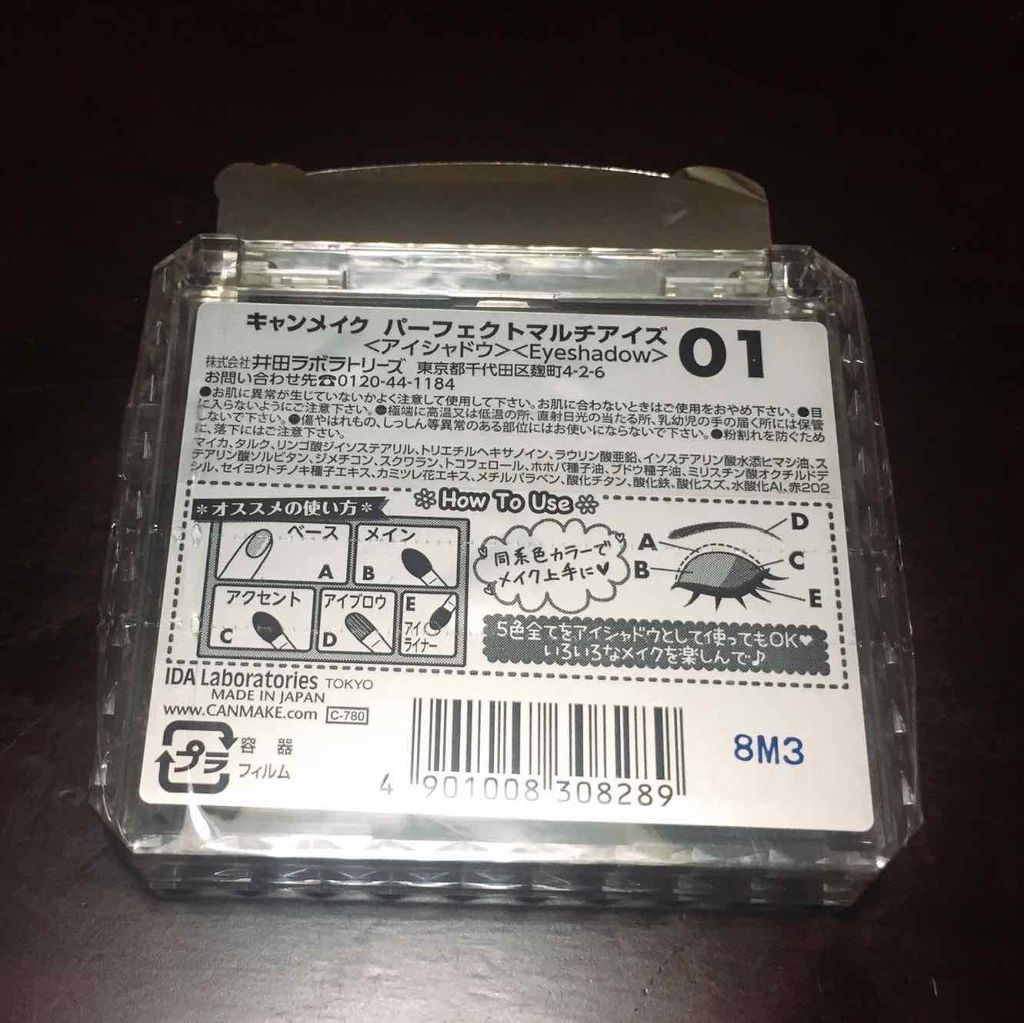 キャンメイク パーフェクトマルチアイズ
<アイシャドウ><Eyeshadow>
01
株式会社 井田ラボラトリーズ 東京都千代田区麹町4-2-6
お問い合わせ先☎0120-44-1184
●お肌に異常が生じていないかよく注意して使用して下さい。お肌に合わないときはご使用をおやめ下さい。●目
に入らないようにご注意下さい。●極端に高温又は低温の所、直射日光の当たる所、乳幼児の手の届く所には保管
しないで下さい。●傷やはれもの、しっしん等異常のある部位にはお使いにならないで下さい。●粉割れを防ぐため
に、落下にはご注意下さい。
マイカ、タルク、リンゴ酸ジイソステアリル、トリエチルヘキサノイン、ラウリン酸亜鉛、イソステアリン酸水添ヒマシ油、ス
テアリン酸ソルビタン、ジメチコン、スクワラン、トコフェロール、ホホバ種子油、ブドウ種子油、ミリスチン酸オクチルドデ
シル、セイヨウトチノキ種子エキス、カミツレ花エキス、メチルパラベン、酸化チタン、酸化鉄、酸化スズ、水酸化Al、赤202
*オススメの使い方*
How To Use
ベース
A
メイン
B
アクセント
C
アイブロウ
D
E
アイ
ライナー
同系色カラーで
メイク上手に♥
A
B
D
C
E
5色全てをアイシャドウとして使ってもOK♥
いろいろなメイクを楽しんで♪
IDA Laboratories TOKYO
MADE IN JAPAN
www.CANMAKE.com C-780
プラ
容器
フィルム
4 901008 308289
8M3